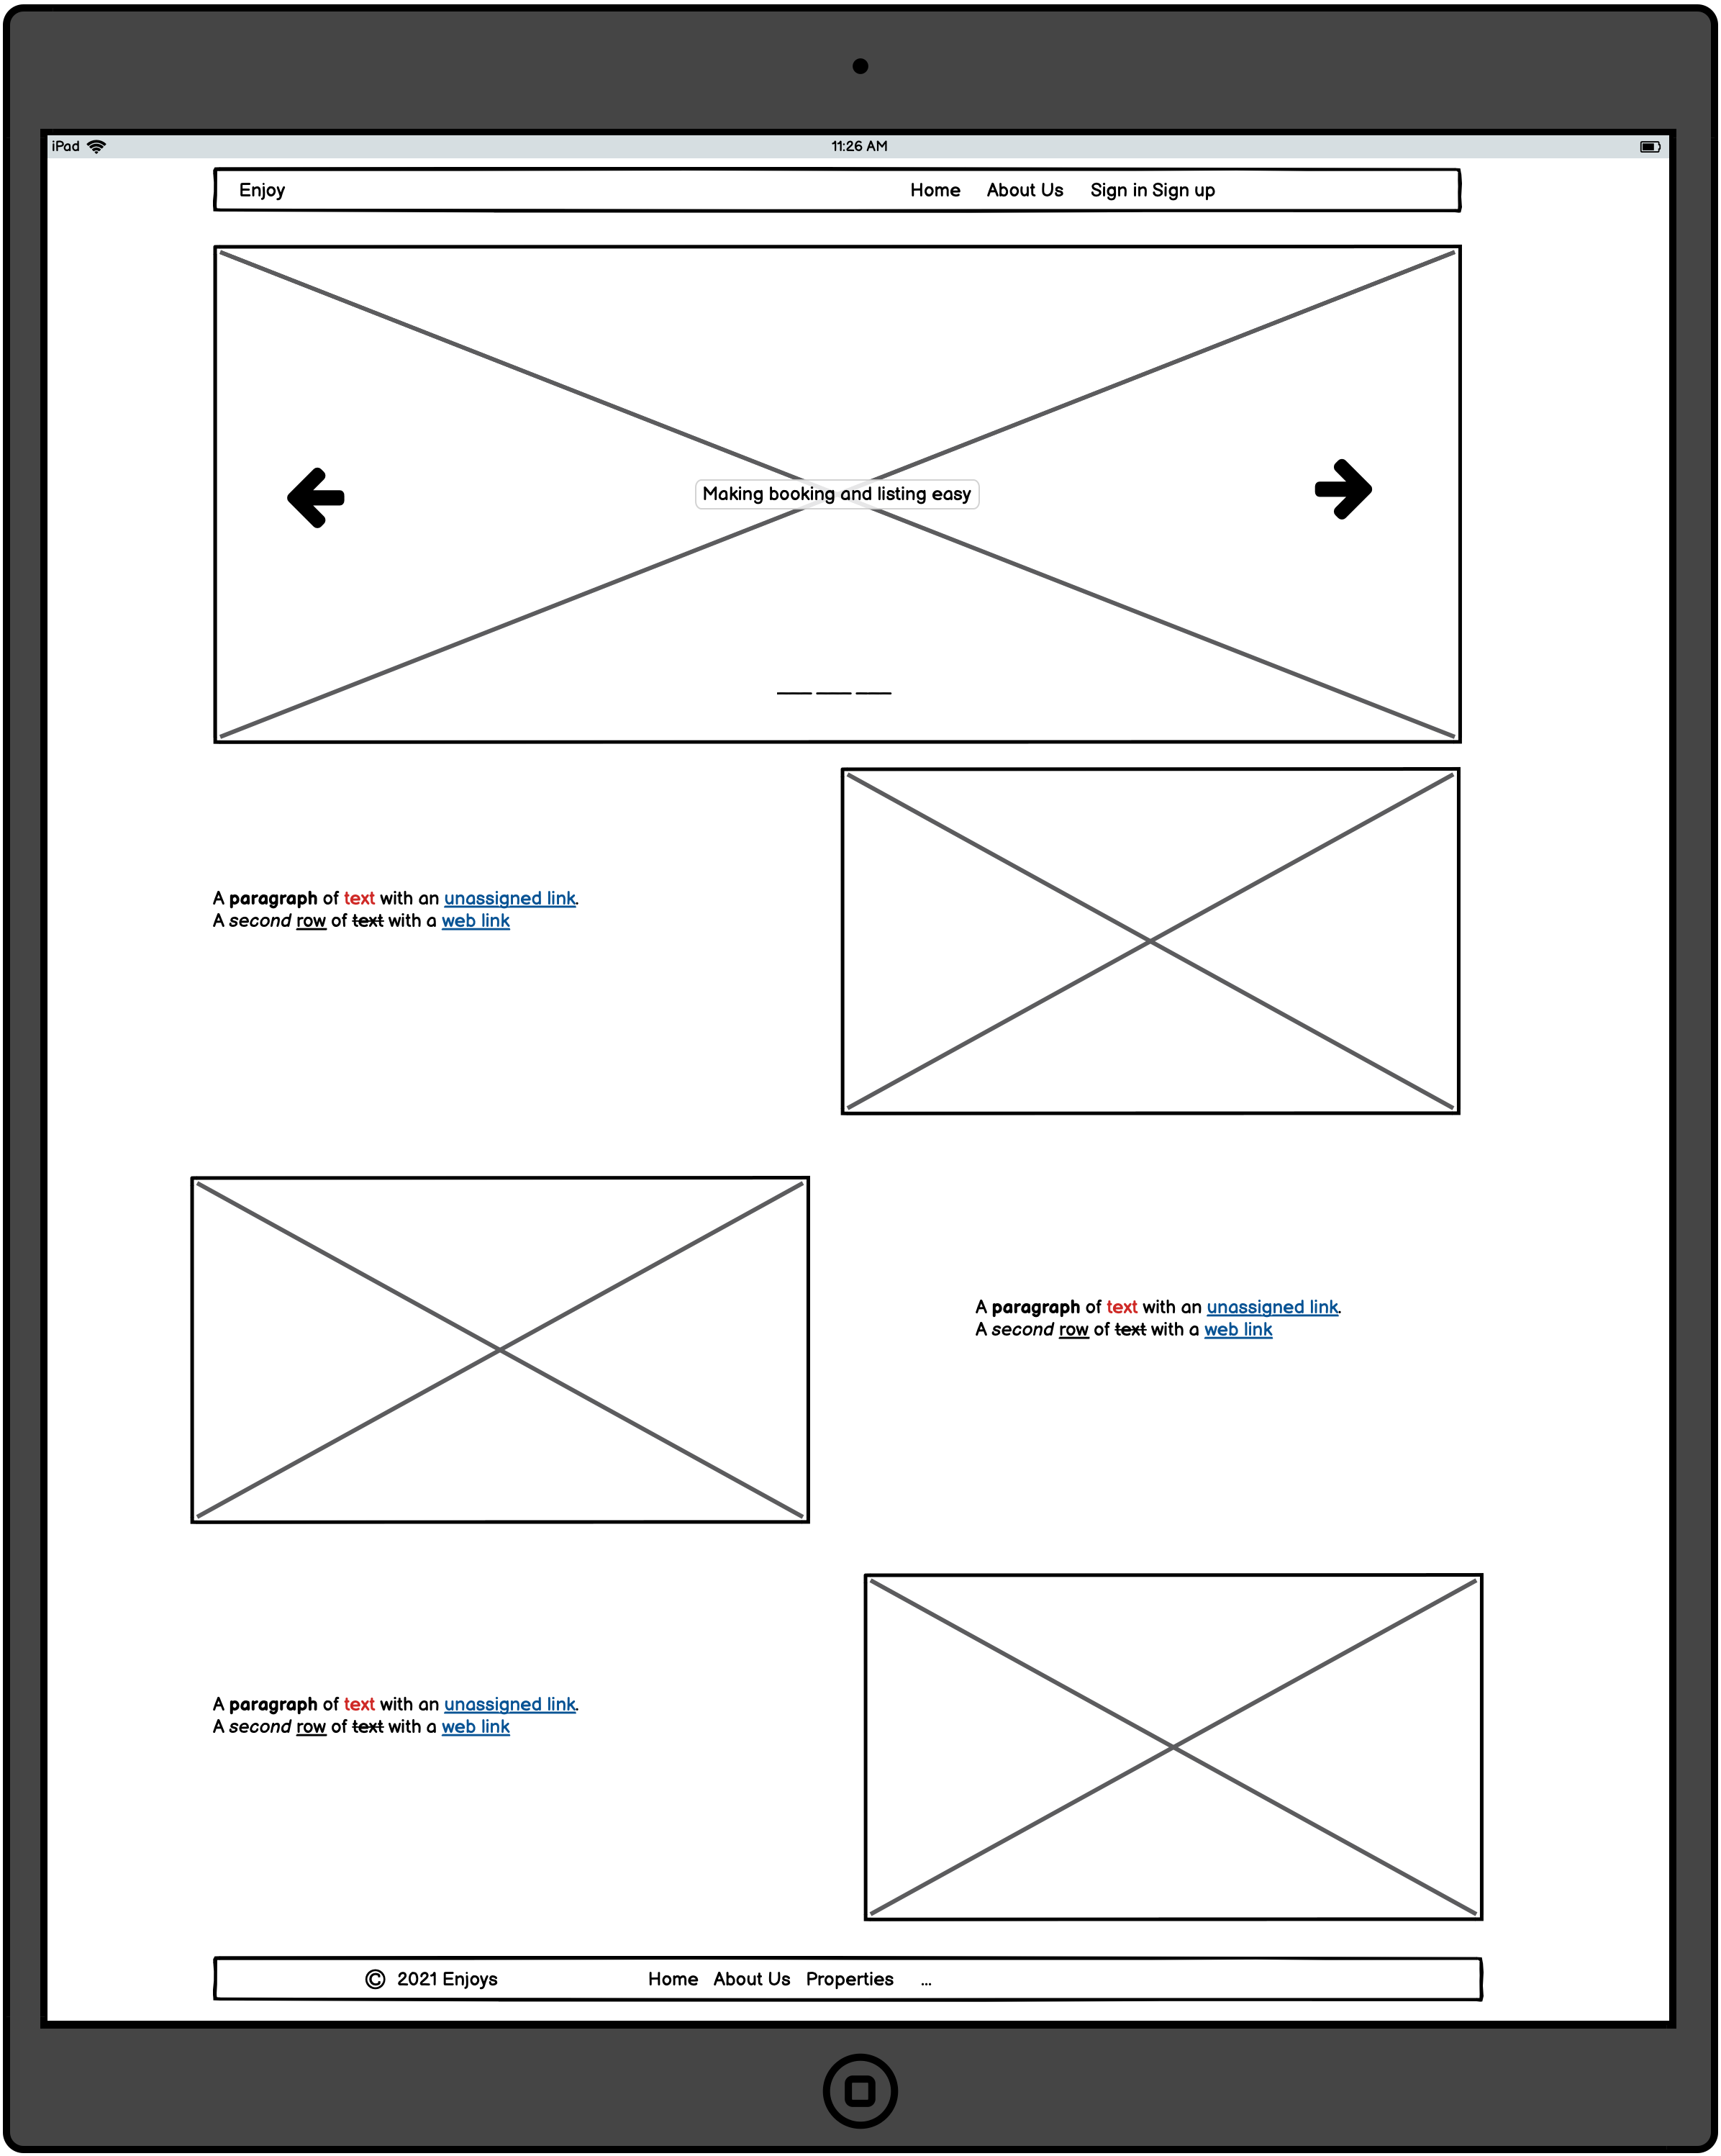 iPad 11:26 AM
Enjoy Home About Us Sign in Sign up
Making booking and listing easy
A paragraph of text with an unassigned link.
A second row of text with a web link
A paragraph of text with an unassigned link.
A second row of text with a web link
A paragraph of text with an unassigned link.
A second row of text with a web link
© 2021 Enjoys Home About Us Properties ...